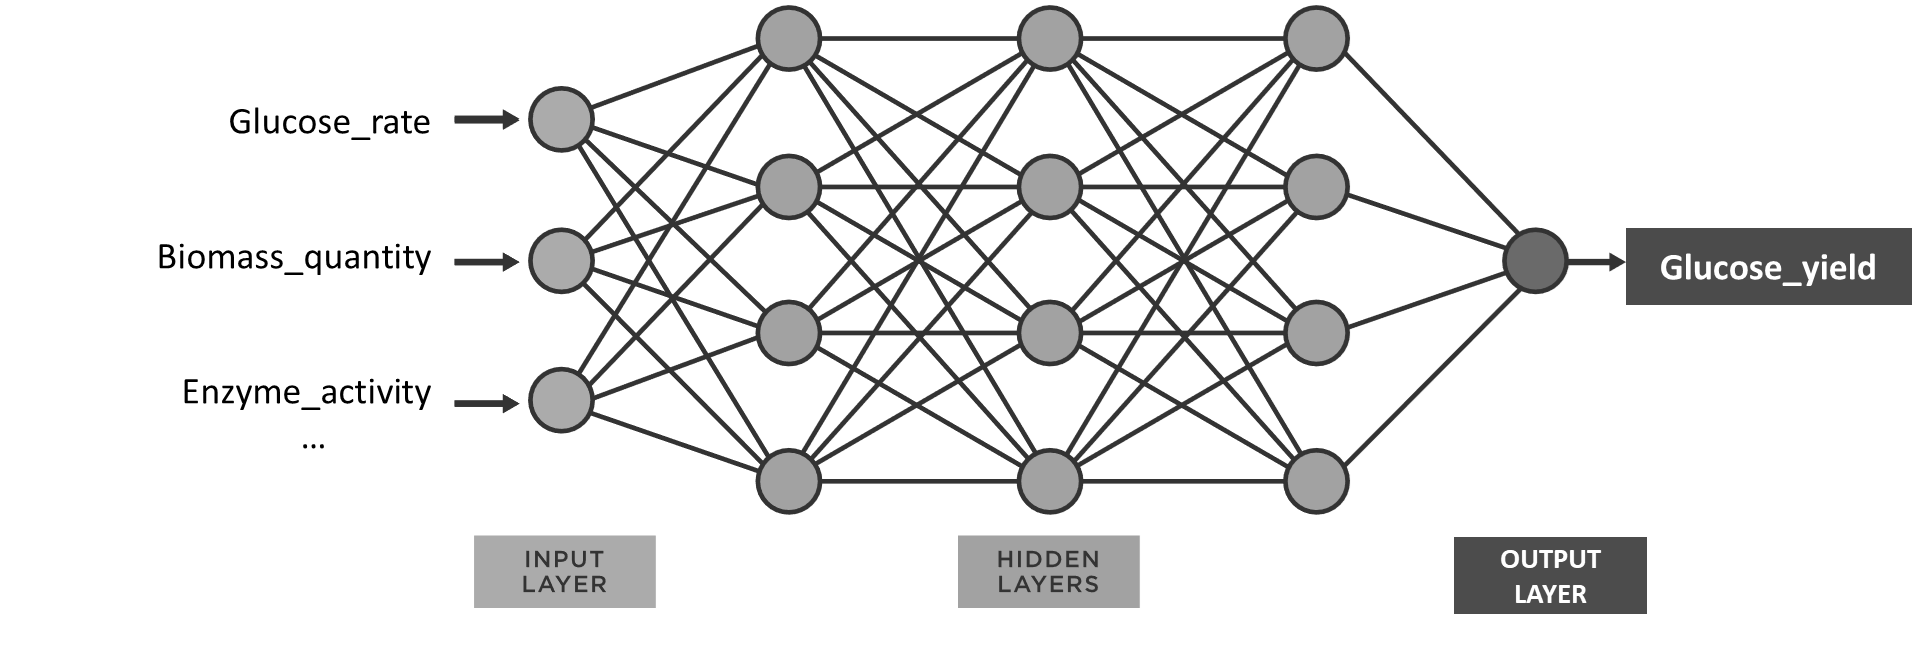 Glucose_rate
Biomass_quantity
Enzyme_activity
...
Glucose_yield
INPUT
LAYER
HIDDEN
LAYERS
OUTPUT
LAYER